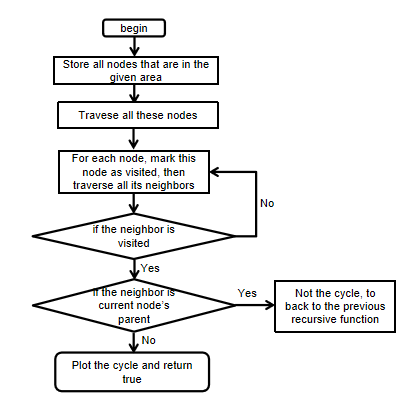 begin
Store all nodes that are in the
given area
Travese all these nodes
For each node, mark this
node as visited, then
traverse all its neighbors
No
if the neighbor is
visited
Yes
if the neighbor is
current node's
parent
Yes
Not the cycle, to
back to the previous
recursive function
No
Plot the cycle and return
true